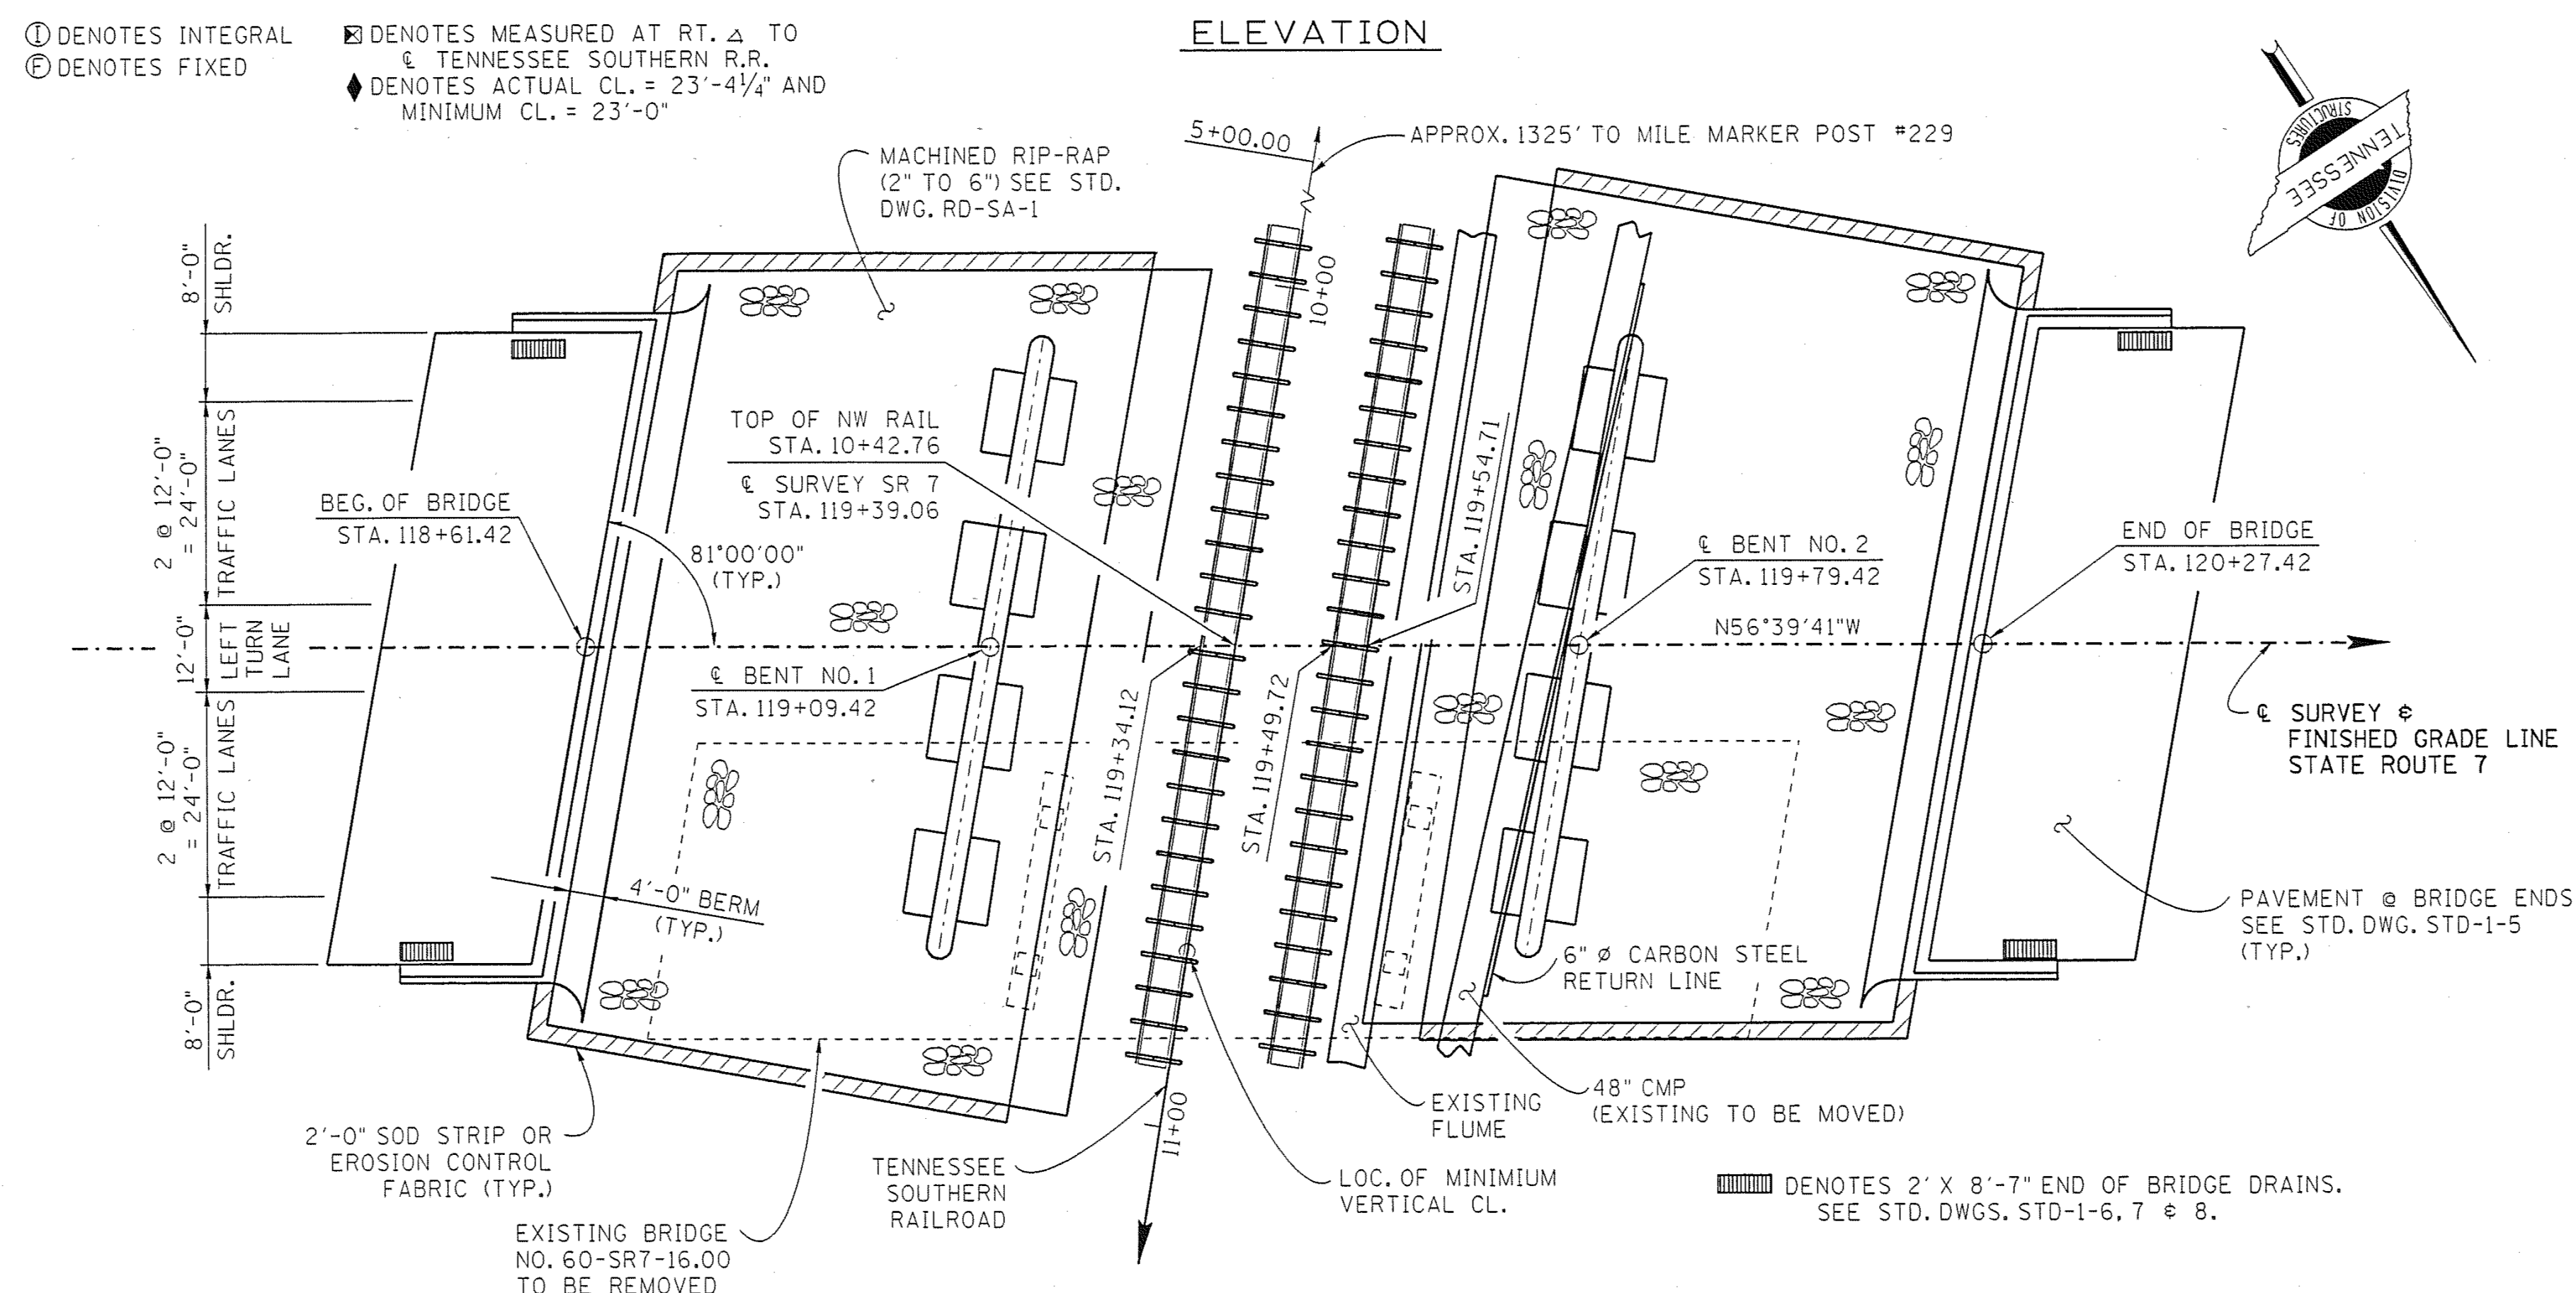 ELEVATION
Ⓘ DENOTES INTEGRAL
Ⓕ DENOTES FIXED
DENOTES MEASURED AT RT. △ TO
℄ TENNESSEE SOUTHERN R.R.
♦ DENOTES ACTUAL CL. = 23'-4¼" AND
MINIMUM CL. = 23'-0"
5+00.00
APPROX. 1325' TO MILE MARKER POST #229
DIVISION OF
STRUCTURES
TENNESSEE
MACHINED RIP-RAP
(2" TO 6") SEE STD.
DWG. RD-SA-1
8'-0"
SHLDR.
10+00
2 @ 12'-0"
= 24'-0"
TRAFFIC LANES
TOP OF NW RAIL
STA. 10+42.76
℄ SURVEY SR 7
STA. 119+39.06
STA. 119+54.71
BEG. OF BRIDGE
STA. 118+61.42
81°00'00"
(TYP.)
℄ BENT NO. 2
STA. 119+79.42
END OF BRIDGE
STA. 120+27.42
12'-0"
LEFT
TURN
LANE
N56°39'41"W
℄ BENT NO. 1
STA. 119+09.42
STA. 119+34.12
STA. 119+49.72
℄ SURVEY &
FINISHED GRADE LINE
STATE ROUTE 7
2 @ 12'-0"
= 24'-0"
TRAFFIC LANES
4'-0" BERM
(TYP.)
PAVEMENT @ BRIDGE ENDS
SEE STD. DWG. STD-1-5
(TYP.)
6" Ø CARBON STEEL
RETURN LINE
8'-0"
SHLDR.
11+00
48" CMP
(EXISTING TO BE MOVED)
EXISTING
FLUME
2'-0" SOD STRIP OR
EROSION CONTROL
FABRIC (TYP.)
TENNESSEE
SOUTHERN
RAILROAD
LOC. OF MINIMIUM
VERTICAL CL.
DENOTES 2' X 8'-7" END OF BRIDGE DRAINS.
SEE STD. DWGS. STD-1-6, 7 & 8.
EXISTING BRIDGE
NO. 60-SR7-16.00
TO BE REMOVED